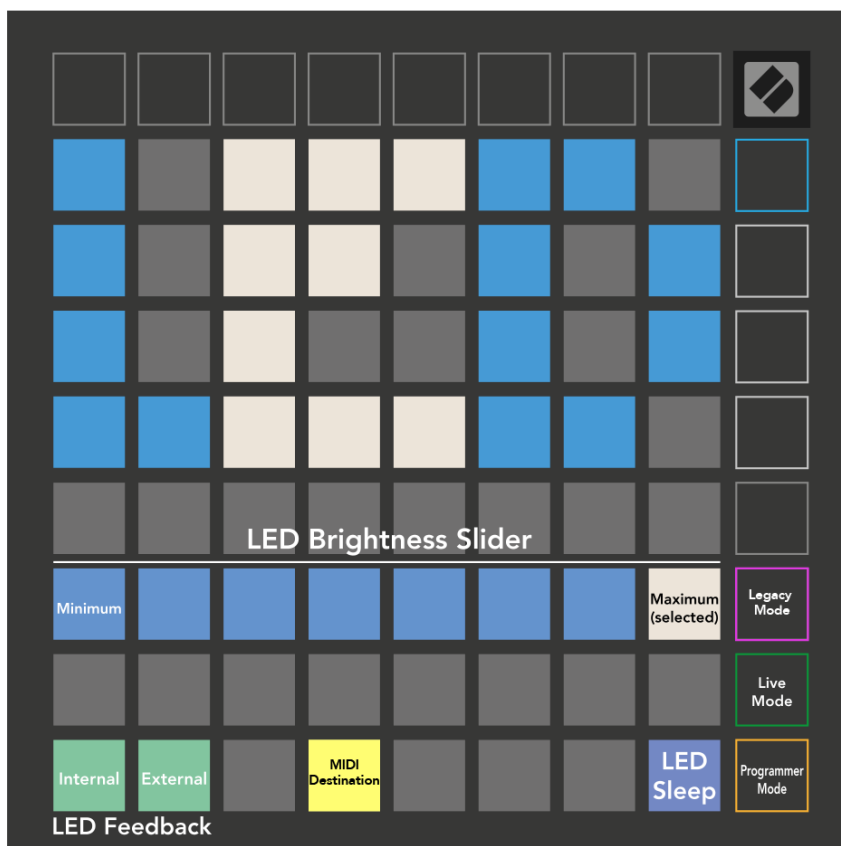 LED Brightness Slider
Minimum
Maximum
(selected)
Legacy
Mode
Live
Mode
Internal
External
MIDI
Destination
LED
Sleep
Programmer
Mode
LED Feedback